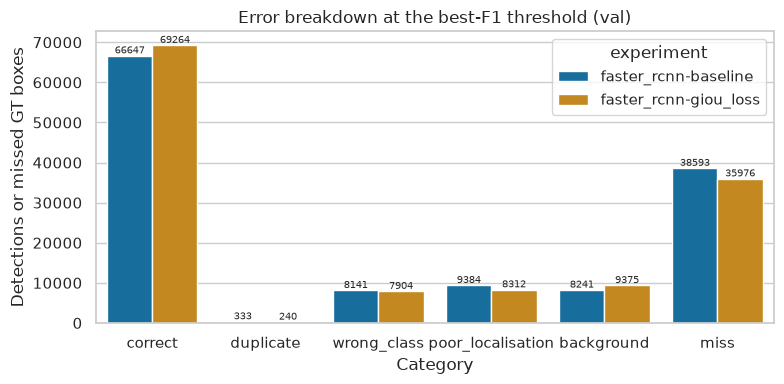 Error breakdown at the best-F1 threshold (val)
Detections or missed GT boxes
70000
60000
50000
40000
30000
20000
10000
0
experiment
faster_rcnn-baseline
faster_rcnn-giou_loss
66647
69264
333
240
8141
7904
9384
8312
8241
9375
38593
35976
correct duplicate wrong_class poor_localisation background miss
Category